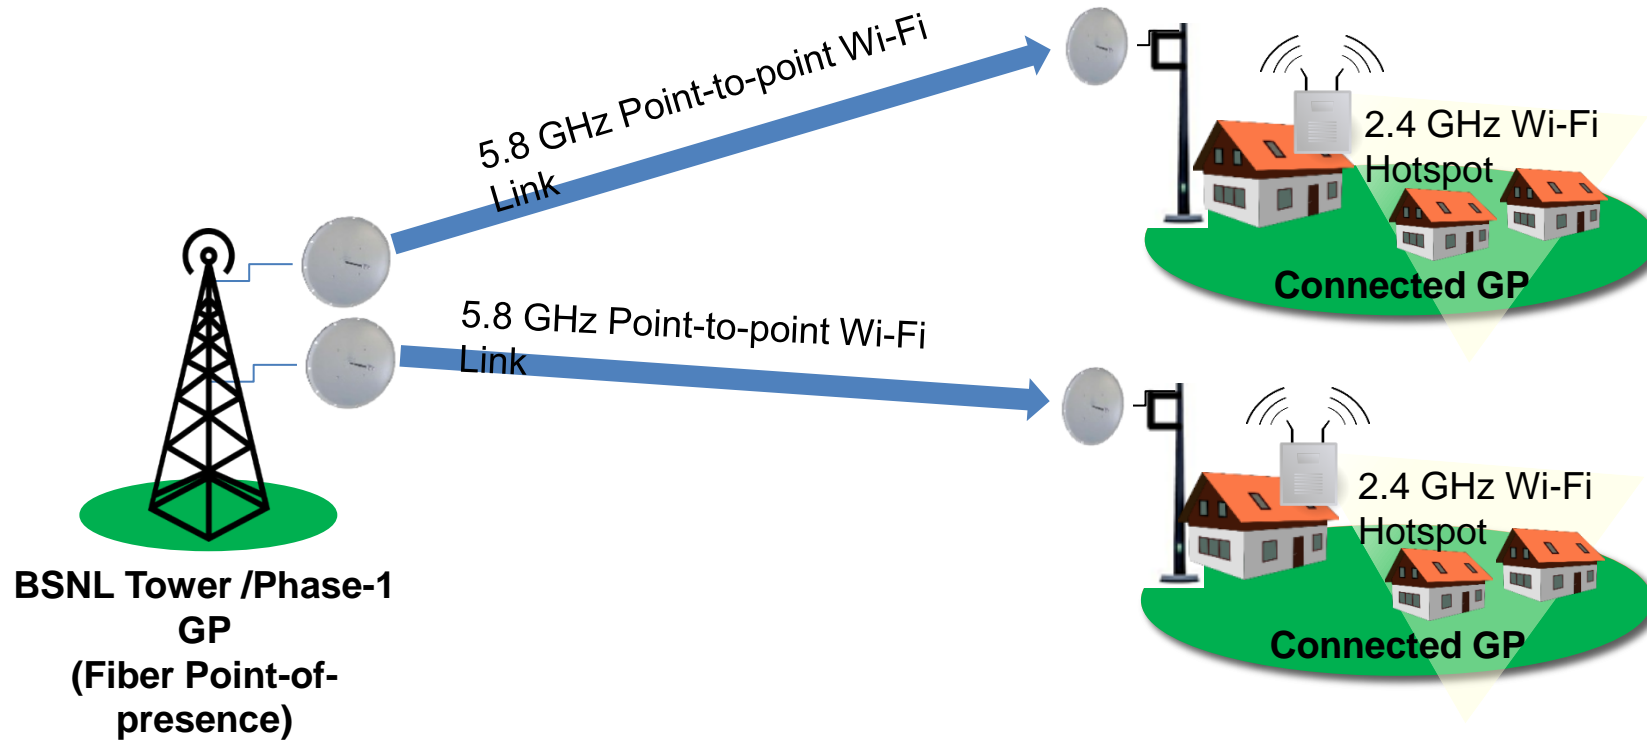 5.8 GHz Point-to-point Wi-Fi
Link
2.4 GHz Wi-Fi
Hotspot
Connected GP
5.8 GHz Point-to-point Wi-Fi
Link
2.4 GHz Wi-Fi
Hotspot
Connected GP
BSNL Tower /Phase-1
GP
(Fiber Point-of-
presence)